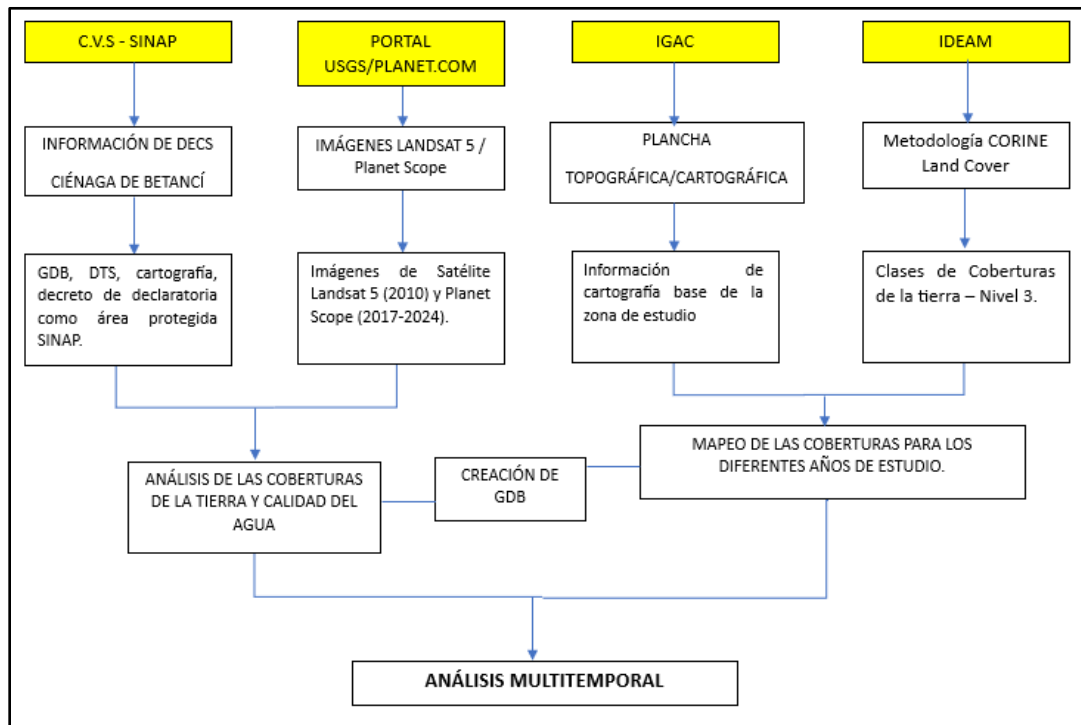 C.V.S - SINAP
PORTAL
USGS/PLANET.COM
IGAC
IDEAM
INFORMACIÓN DE DECS
CIÉNAGA DE BETANCÍ
IMÁGENES LANDSAT 5 /
Planet Scope
PLANCHA
TOPOGRÁFICA/CARTOGRÁFICA
Metodología CORINE
Land Cover
GDB, DTS, cartografía,
decreto de declaratoria
como área protegida
SINAP.
Imágenes de Satélite
Landsat 5 (2010) y Planet
Scope (2017-2024).
Información de
cartografía base de la
zona de estudio
Clases de Coberturas
de la tierra – Nivel 3.
ANÁLISIS DE LAS COBERTURAS
DE LA TIERRA Y CALIDAD DEL
AGUA
CREACIÓN DE
GDB
MAPEO DE LAS COBERTURAS PARA LOS
DIFERENTES AÑOS DE ESTUDIO.
ANÁLISIS MULTITEMPORAL